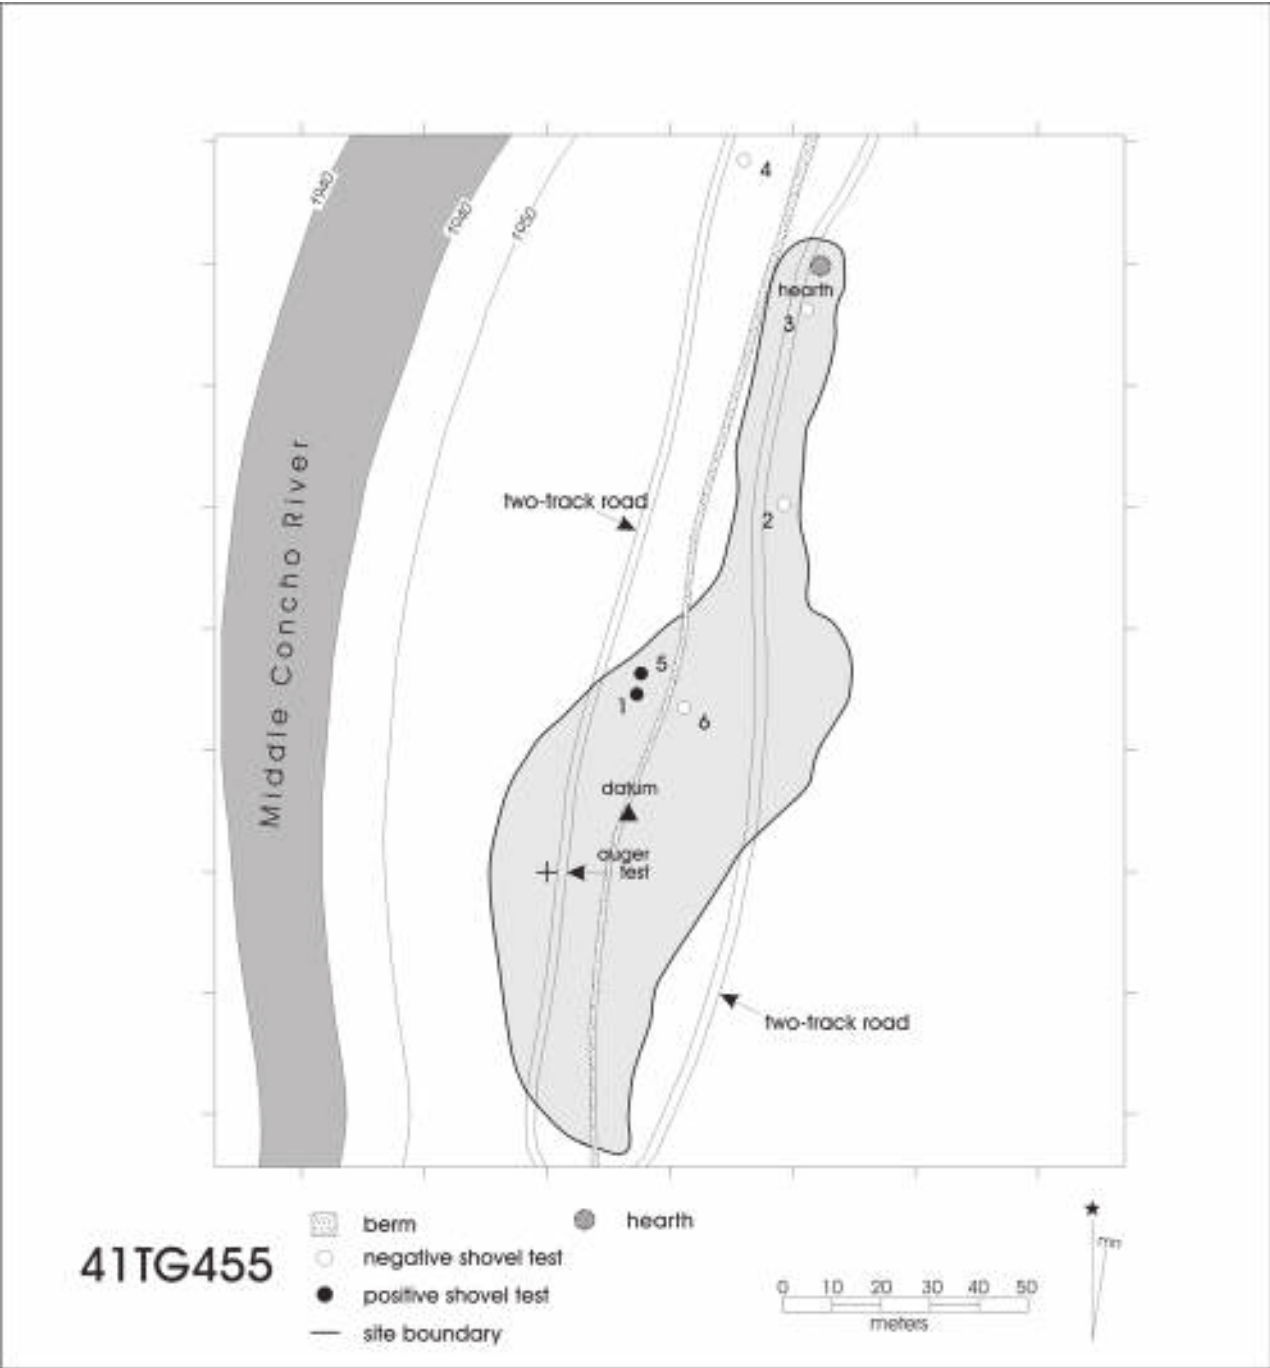 1940
1940
1950
4
hearth
3
two-track road
2
Middle Concho River
5
1
6
datum
auger
test
two-track road
berm
hearth
41TG455
negative shovel test
positive shovel test
site boundary
0 10 20 30 40 50
meters
mn